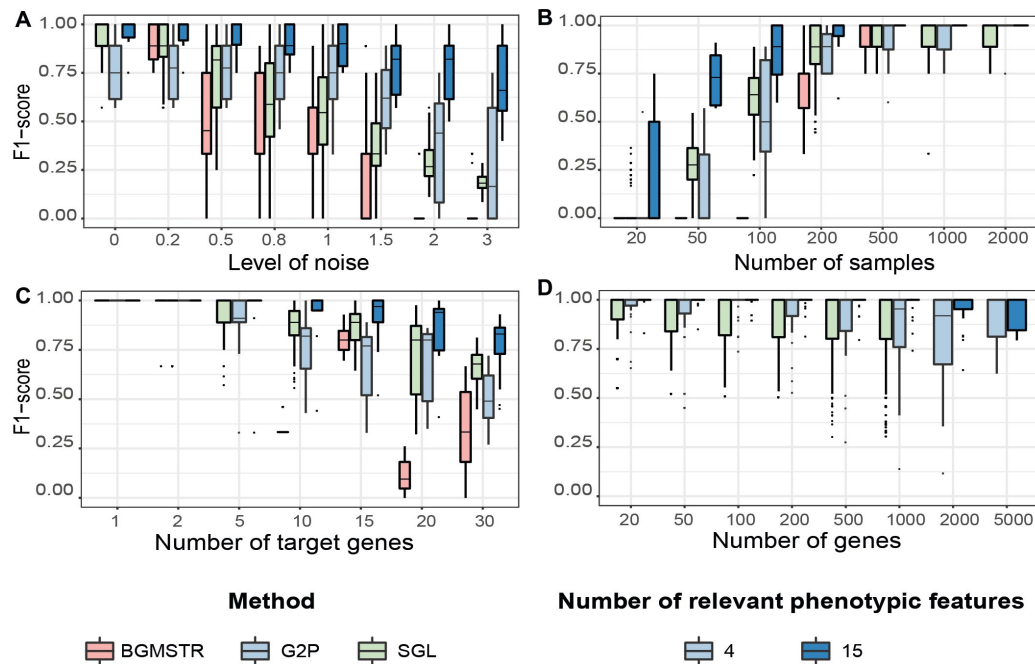 A
F1-score
1.00
0.75
0.50
0.25
0.00
0 0.2 0.5 0.8 1 1.5 2 3
Level of noise
B
1.00
0.75
0.50
0.25
0.00
20 50 100 200 500 1000 2000
Number of samples
C
F1-score
1.00
0.75
0.50
0.25
0.00
1 2 5 10 15 20 30
Number of target genes
D
1.00
0.75
0.50
0.25
0.00
20 50 100 200 500 1000 2000 5000
Number of genes
Method
BGMSTR G2P SGL
Number of relevant phenotypic features
4 15